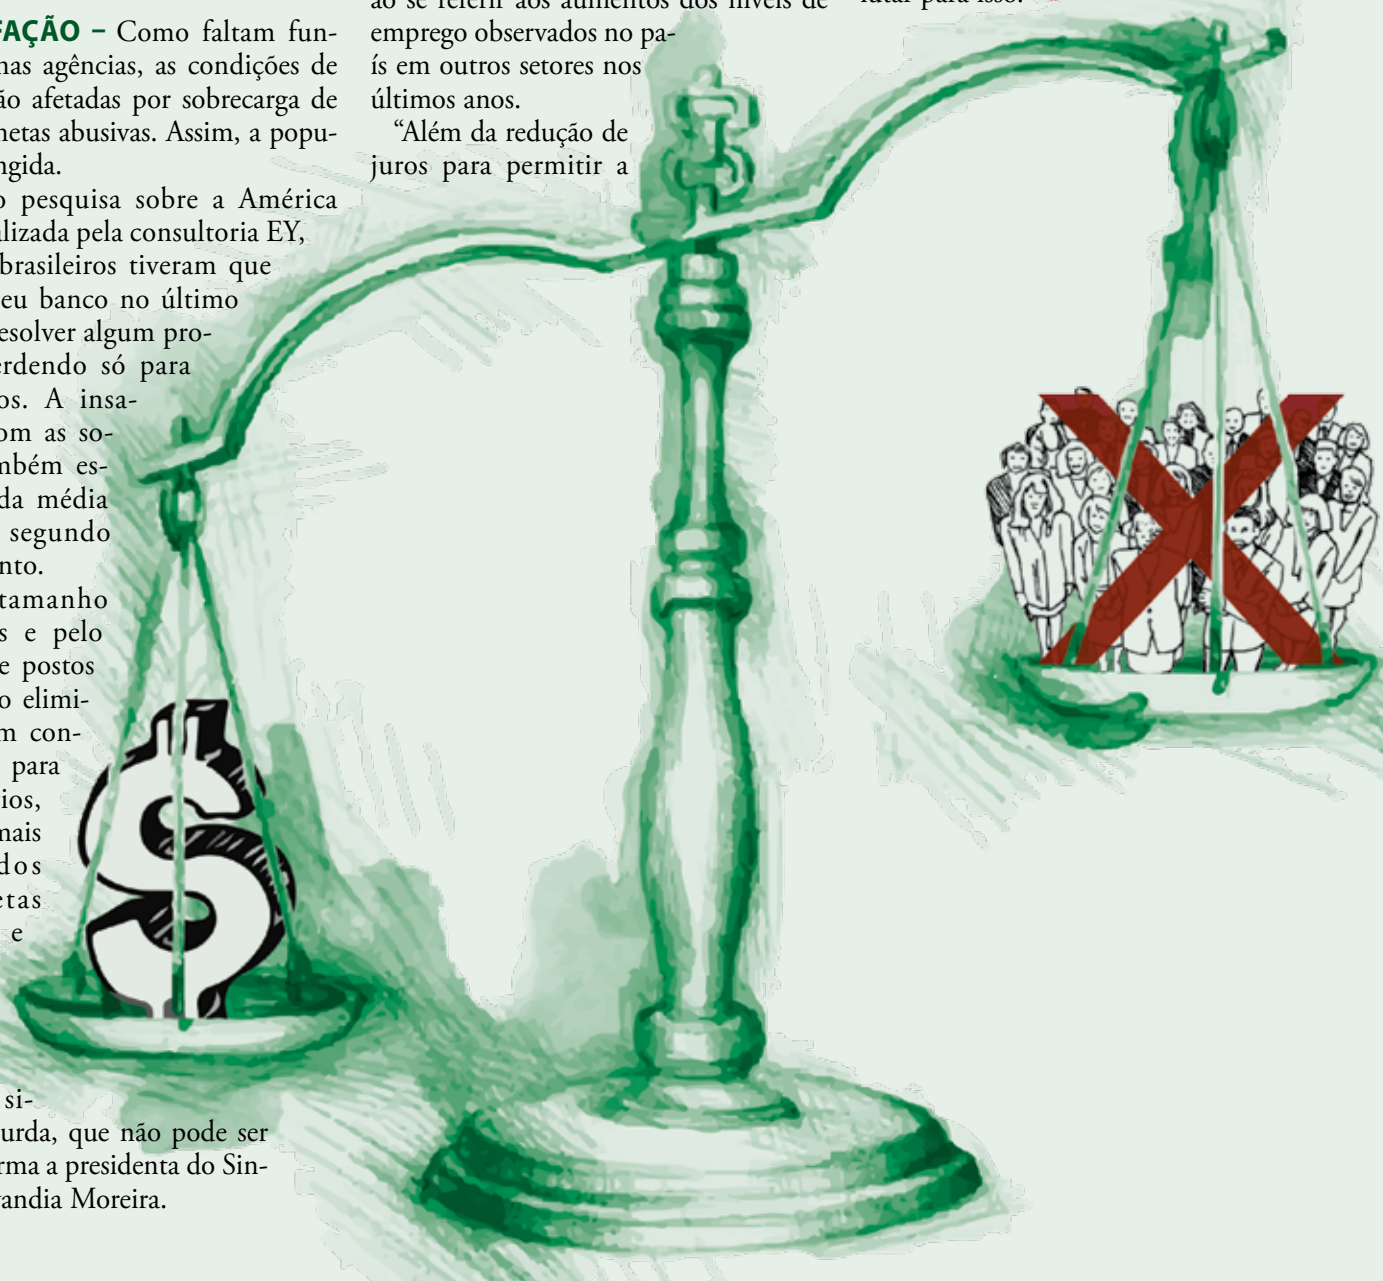 FAÇÃO – Como faltam fun-
nas agências, as condições de
ão afetadas por sobrecarga de
netas abusivas. Assim, a popu-
ngida.
o pesquisa sobre a América
alizada pela consultoria EY,
brasileiros tiveram que
eu banco no último
esolver algum pro-
erdendo só para
os. A insa-
om as so-
mbém es-
da média
segundo
nto.
tamanho
s e pelo
e postos
o elimi-
m con-
para
ios,
mais
dos
etas
e
si-
urda, que não pode ser
rma a presidenta do Sin-
vandia Moreira.
ao se referir aos aumentos dos níveis de
emprego observados no pa-
ís em outros setores nos
últimos anos.
“Além da redução de
juros para permitir a
lutar para isso.